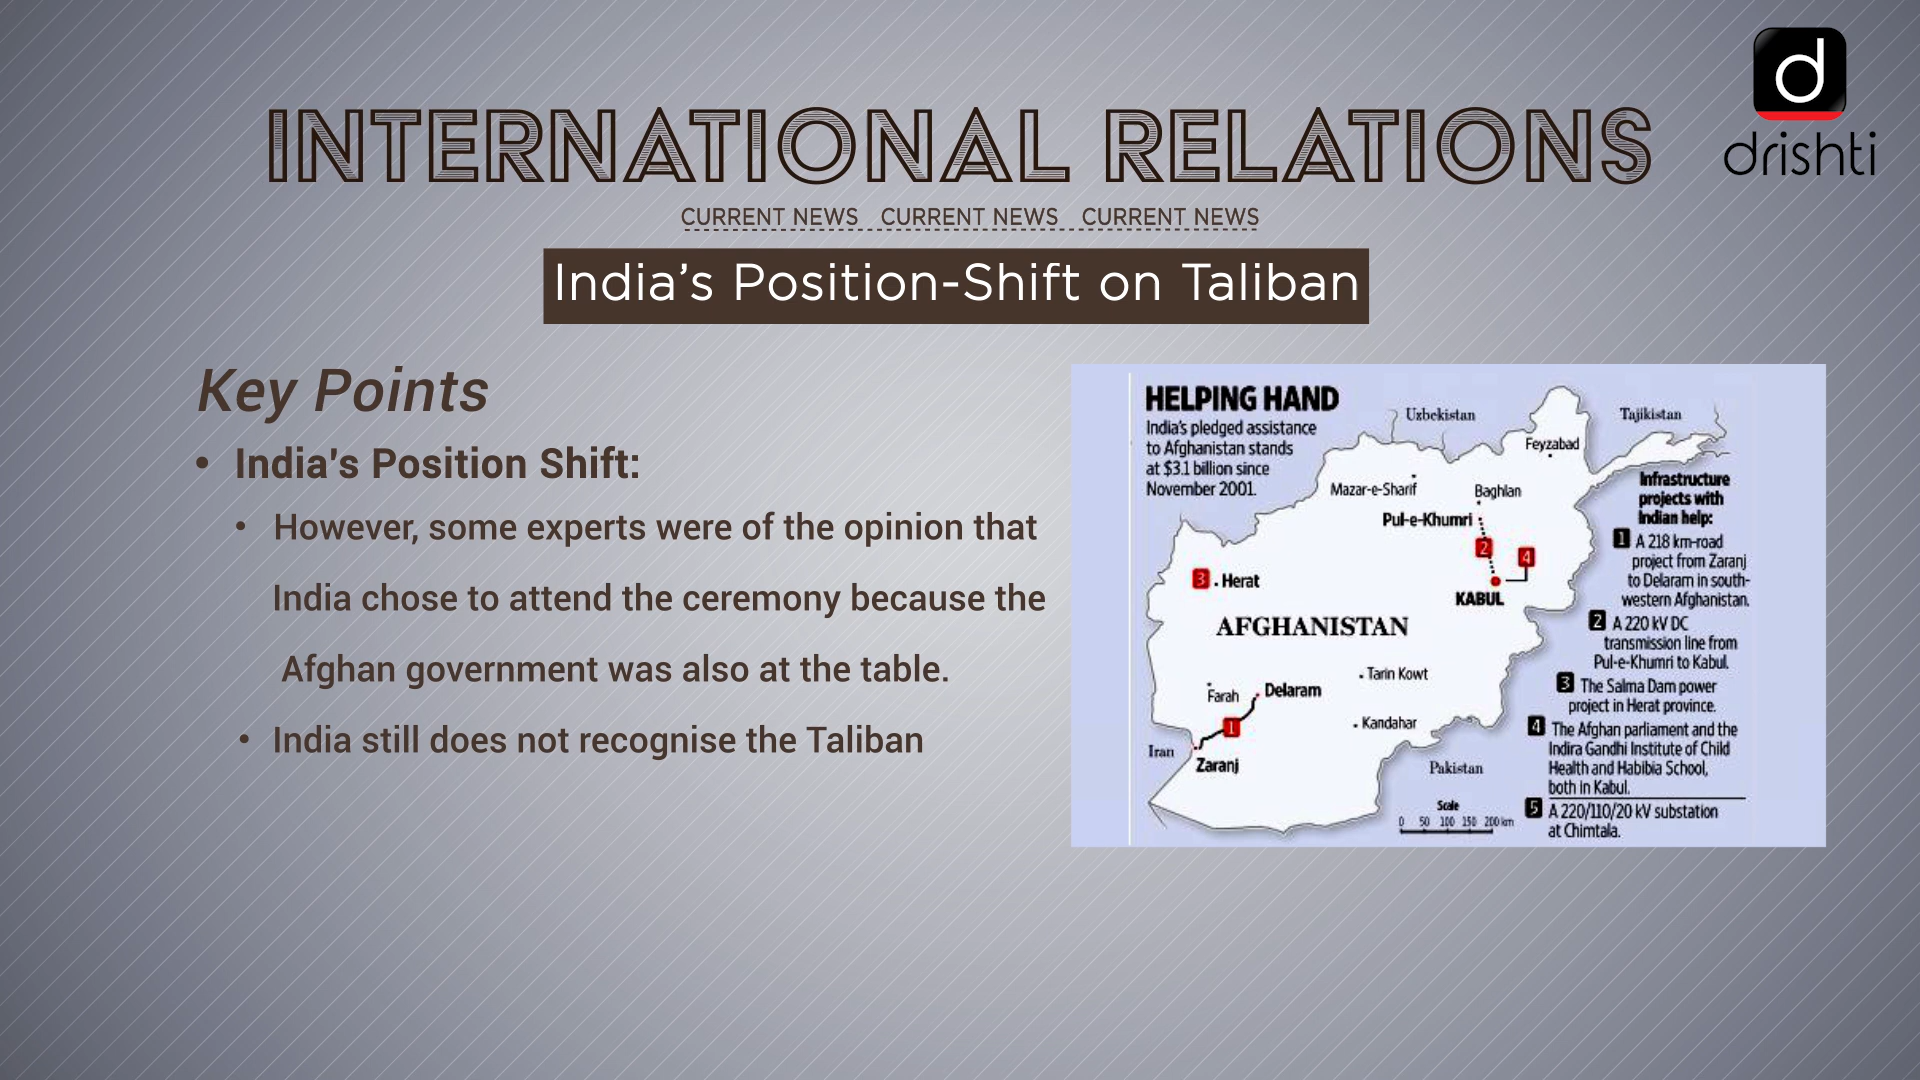 d
drishti
INTERNATIONAL RELATIONS
CURRENT NEWS CURRENT NEWS CURRENT NEWS
India’s Position-Shift on Taliban
Key Points
• India's Position Shift:
• However, some experts were of the opinion that
India chose to attend the ceremony because the
Afghan government was also at the table.
• India still does not recognise the Taliban
HELPING HAND
India's pledged assistance
to Afghanistan stands
at $3.1 billion since
November 2001.
Uzbekistan
Tajikistan
Feyzabad
Mazar-e-Sharif
Baghlan
Pul-e-Khumri
2
4
3
Herat
KABUL
AFGHANISTAN
Tarin Kowt
Farah
Delaram
1
Kandahar
Iran
Zaranj
Pakistan
Scale
0 50 100 150 200 km
Infrastructure
projects with
Indian help:
1 A 218 km-road
project from Zaranj
to Delaram in south-
western Afghanistan.
2 A 220 kV DC
transmission line from
Pul-e-Khumri to Kabul.
3 The Salma Dam power
project in Herat province.
4 The Afghan parliament and the
Indira Gandhi Institute of Child
Health and Habibia School,
both in Kabul.
5 A 220/110/20 kV substation
at Chimtala.